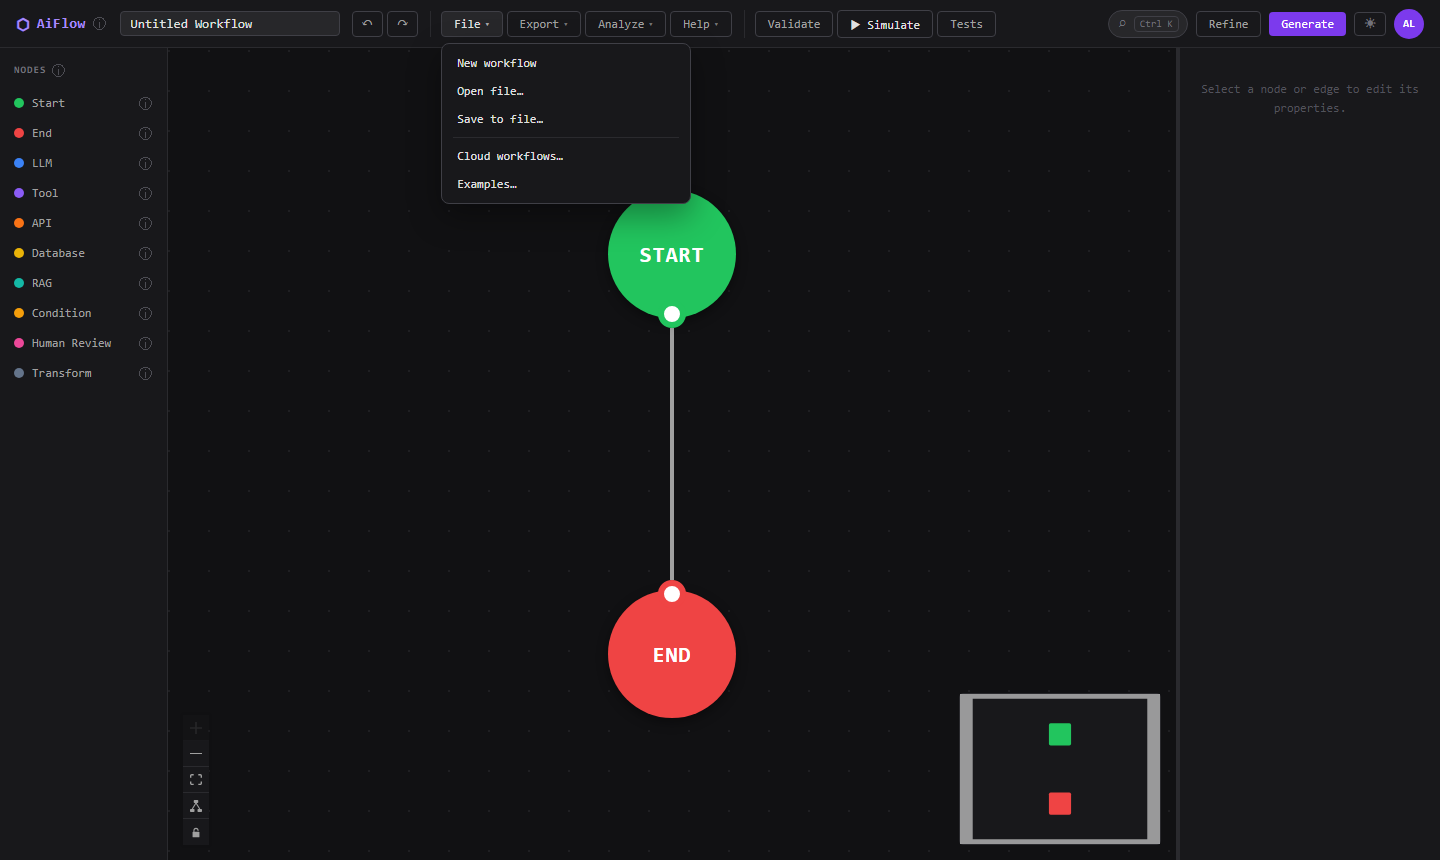 AiFlow
Untitled Workflow
File
Export
Analyze
Help
Validate
Simulate
Tests
Ctrl K
Refine
Generate
AL
NODES
Start
End
LLM
Tool
API
Database
RAG
Condition
Human Review
Transform
New workflow
Open file…
Save to file…
Cloud workflows…
Examples…
START
END
Select a node or edge to edit its
properties.